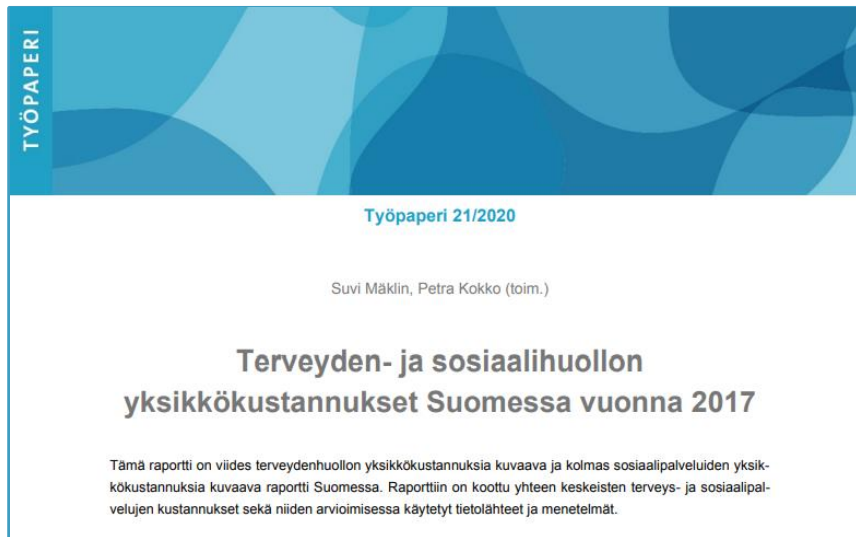 TYÖPAPERI
Työpaperi 21/2020
Suvi Mäklin, Petra Kokko (toim.)
Terveyden- ja sosiaalihuollon
yksikkökustannukset Suomessa vuonna 2017
Tämä raportti on viides terveydenhuollon yksikkökustannuksia kuvaava ja kolmas sosiaalipalveluiden yksik-
kökustannuksia kuvaava raportti Suomessa. Raporttiin on koottu yhteen keskeisten terveys- ja sosiaalipal-
velujen kustannukset sekä niiden arvioimisessa käytetyt tietolähteet ja menetelmät.